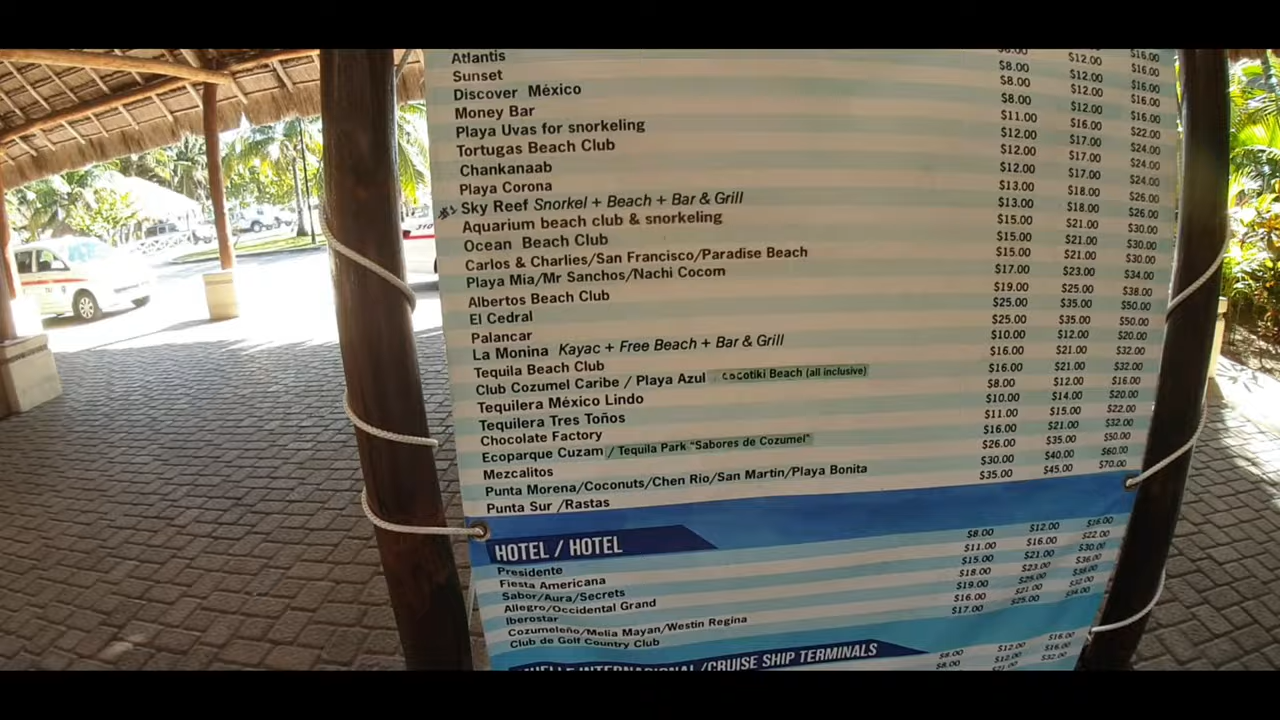 $12.00 $16.00
Atlantis $8.00 $12.00 $16.00
Sunset $8.00 $12.00 $16.00
Discover México $8.00 $12.00 $16.00
Money Bar $11.00 $16.00 $22.00
Playa Uvas for snorkeling $12.00 $17.00 $24.00
Tortugas Beach Club $12.00 $17.00 $24.00
Chankanaab $12.00 $17.00 $24.00
Playa Corona $13.00 $18.00 $26.00
Sky Reef Snorkel + Beach + Bar & Grill $13.00 $18.00 $26.00
Aquarium beach club & snorkeling $15.00 $21.00 $30.00
Ocean Beach Club $15.00 $21.00 $30.00
Carlos & Charlies/San Francisco/Paradise Beach $15.00 $21.00 $30.00
Playa Mia/Mr Sanchos/Nachi Cocom $17.00 $23.00 $34.00
Albertos Beach Club $19.00 $25.00 $38.00
El Cedral $25.00 $35.00 $50.00
Palancar $25.00 $35.00 $50.00
La Monina Kayac + Free Beach + Bar & Grill $10.00 $12.00 $20.00
Tequila Beach Club $16.00 $21.00 $32.00
Club Cozumel Caribe / Playa Azul cocotiki Beach (all inclusive) $16.00 $21.00 $32.00
Tequilera México Lindo $8.00 $12.00 $16.00
Tequilera Tres Toños $10.00 $14.00 $20.00
Chocolate Factory $11.00 $15.00 $22.00
Ecoparque Cuzam / Tequila Park "Sabores de Cozumel" $16.00 $21.00 $32.00
Mezcalitos $26.00 $35.00 $50.00
Punta Morena/Coconuts/Chen Rio/San Martin/Playa Bonita $30.00 $40.00 $60.00
Punta Sur /Rastas $35.00 $45.00 $70.00
HOTEL / HOTEL
Presidente $8.00 $12.00 $16.00
Fiesta Americana $11.00 $16.00 $22.00
Sabor/Aura/Secrets $15.00 $21.00 $30.00
Allegro/Occidental Grand $18.00 $23.00 $36.00
Iberostar $19.00 $25.00 $38.00
Cozumeleño/Melia Mayan/Westin Regina $16.00 $21.00 $32.00
Club de Golf Country Club $17.00 $25.00 $34.00
MUELLE INTERNACIONAL /CRUISE SHIP TERMINALS
$8.00 $12.00 $16.00
$8.00 $12.00 $16.00